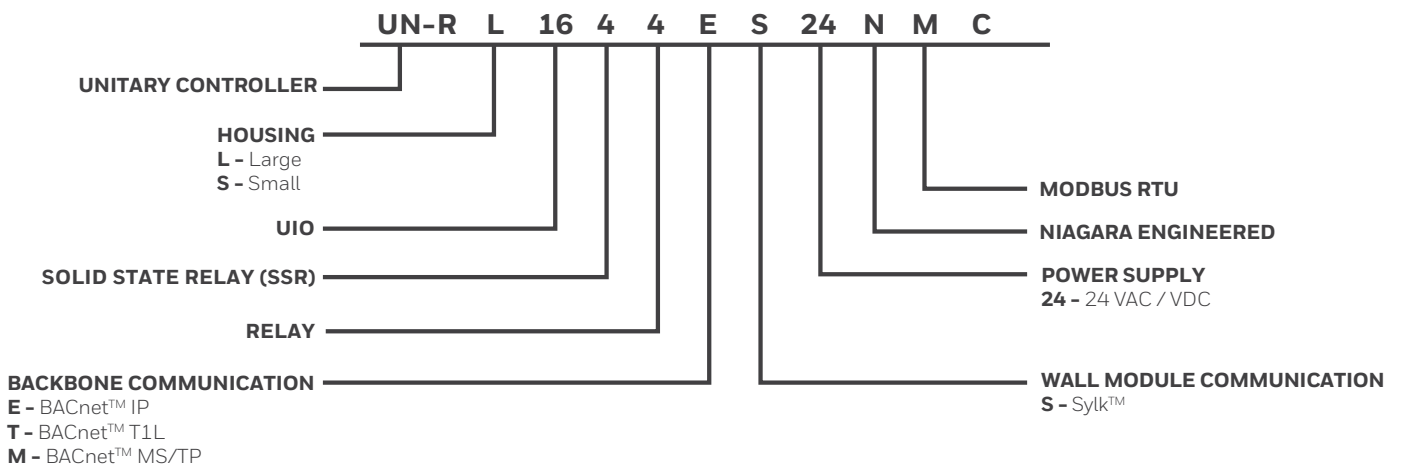 UN-R L 16 4 4 E S 24 N M C
UNITARY CONTROLLER
HOUSING
L - Large
S - Small
UIO
SOLID STATE RELAY (SSR)
RELAY
BACKBONE COMMUNICATION
E - BACnet™ IP
T - BACnet™ T1L
M - BACnet™ MS/TP
MODBUS RTU
NIAGARA ENGINEERED
POWER SUPPLY
24 - 24 VAC / VDC
WALL MODULE COMMUNICATION
S - Sylk™